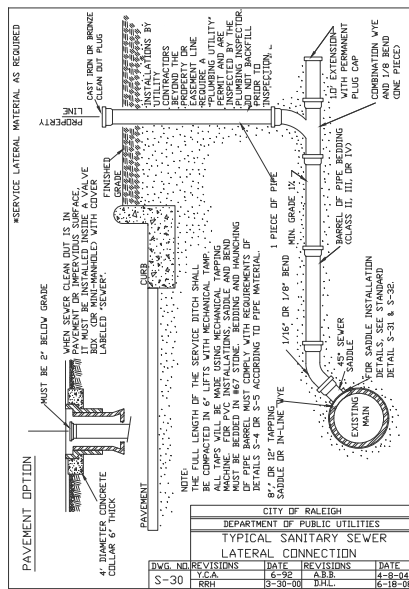 *SERVICE LATERAL MATERIAL AS REQUIRED
PAVEMENT OPTION
MUST BE 2" BELOW GRADE
4' DIAMETER CONCRETE
COLLAR 6" THICK
WHEN SEWER CLEAN OUT IS IN
PAVEMENT OR IMPERVIOUS SURFACE,
IT MUST BE INSTALLED INSIDE A VALVE
BOX (OR MINI-MANHOLE) WITH COVER
LABELED "SEWER".
PROPERTY
LINE
CAST IRON OR BRONZE
CLEAN OUT PLUG
INSTALLATIONS BY
UTILITY
CONTRACTORS
BEYOND THE
PROPERTY OR
EASEMENT LINE
REQUIRE A
"PLUMBING UTILITY"
PERMIT AND ARE
INSPECTED BY THE
PLUMBING INSPECTOR.
DO NOT BACKFILL
PRIOR TO
INSPECTION.
FINISHED
GRADE
CURB
PAVEMENT
NOTE:
THE FULL LENGTH OF THE SERVICE DITCH SHALL
BE COMPACTED IN 6" LIFTS WITH MECHANICAL TAMP.
ALL TAPS WILL BE MADE USING MECHANICAL TAPPING
MACHINE. FOR PVC INSTALLATIONS, SADDLE AND BEND
MUST BE BEDDED IN #67 STONE. BEDDING AND HAUNCHING
OF PIPE BARREL MUST COMPLY WITH REQUIREMENTS OF
DETAILS S-4 OR S-5 ACCORDING TO PIPE MATERIAL.
1 PIECE OF PIPE
MIN. GRADE 1%
10' EXTENSION
WITH PERMANENT
PLUG CAP
COMBINATION WYE
AND 1/8 BEND
(ONE PIECE)
BARREL OF PIPE BEDDING
(CLASS II, III, OR IV)
1/16" OR 1/8" BEND
8", OR 12" TAPPING
SADDLE OR IN-LINE WYE
45° SEWER
SADDLE
FOR SADDLE INSTALLATION
DETAILS, SEE STANDARD
DETAIL S-31 & S-32.
EXISTING
MAIN
CITY OF RALEIGH
DEPARTMENT OF PUBLIC UTILITIES
TYPICAL SANITARY SEWER
LATERAL CONNECTION
DWG. NO. REVISIONS DATE REVISIONS DATE
S-30 Y.C.A. 6-92 A.B.B. 4-8-04
RRH 3-30-00 D.H.L. 6-18-08